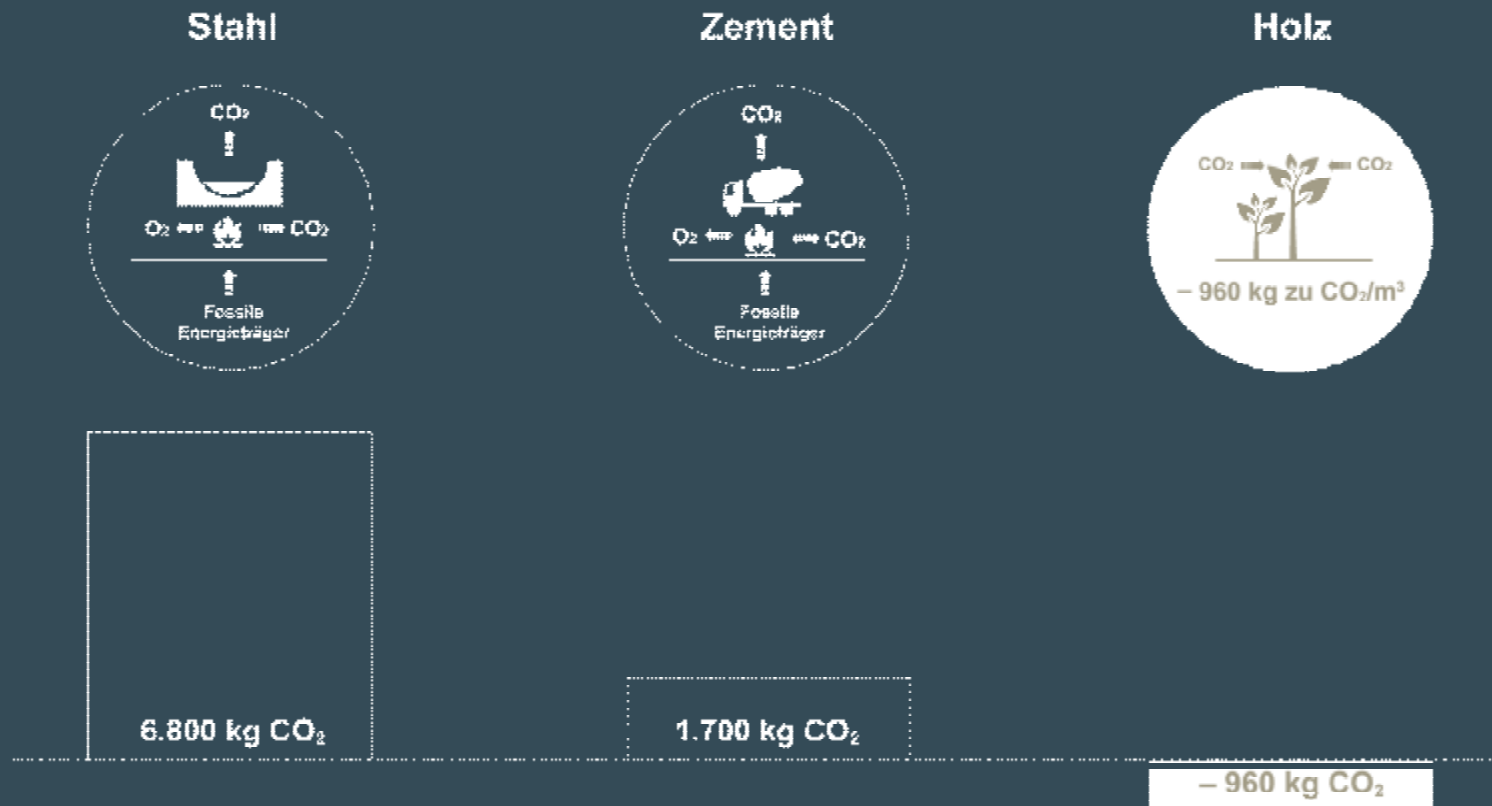 Stahl
CO₂
O₂
CO₂
Fossile
Energieträger
6.800 kg CO₂
Zement
CO₂
O₂
CO₂
Fossile
Energieträger
1.700 kg CO₂
Holz
CO₂
CO₂
– 960 kg zu CO₂/m³
– 960 kg CO₂